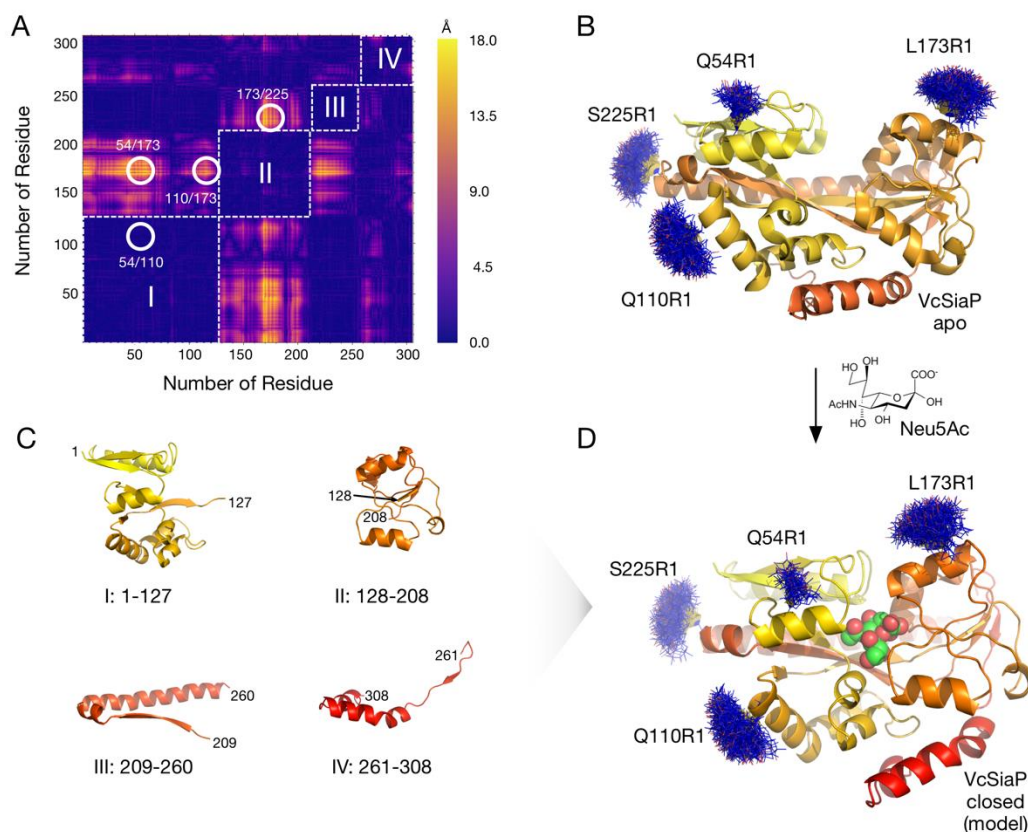 A
Å
300
250
200
150
100
50
Number of Residue
50
100
150
200
250
300
Number of Residue
18.0
13.5
9.0
4.5
0.0
IV
III
II
I
173/225
54/173
110/173
54/110
B
Q54R1
L173R1
S225R1
Q110R1
VcSiaP
apo
OH
HO
OH
COO-
O
OH
AcHN
HO
OH
Neu5Ac
C
1
127
I: 1-127
128
208
II: 128-208
260
209
III: 209-260
261
308
IV: 261-308
D
L173R1
Q54R1
S225R1
Q110R1
VcSiaP
closed
(model)